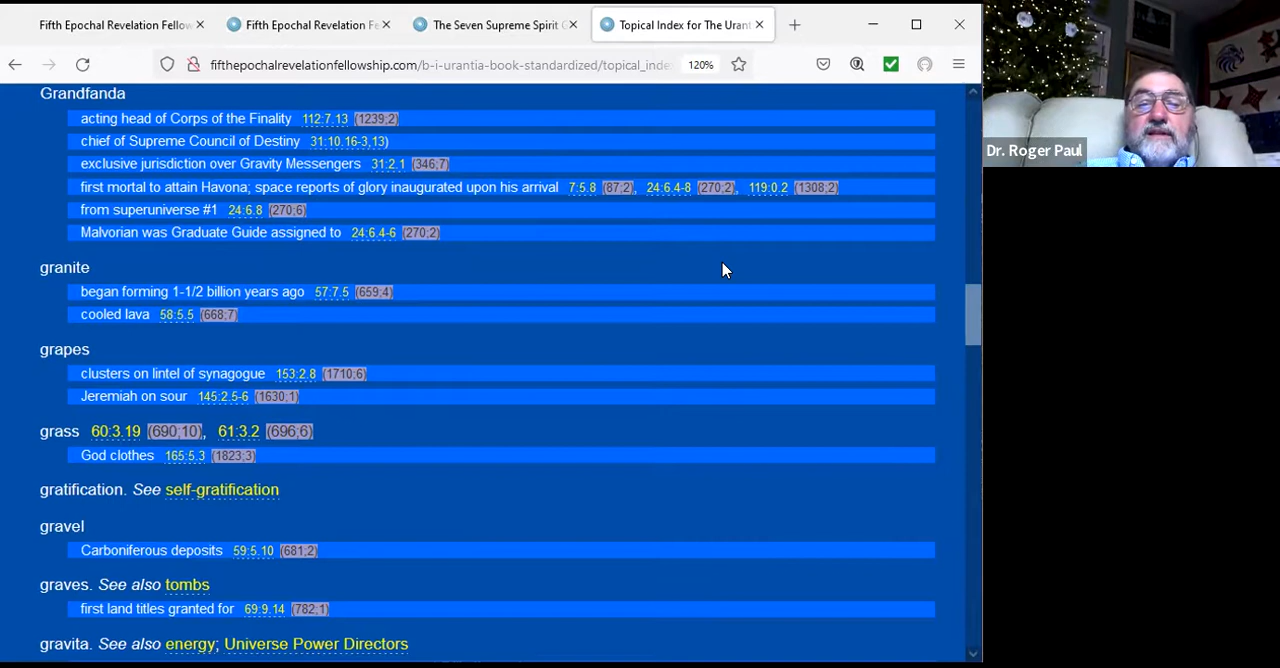 Fifth Epochal Revelation Fellow
Fifth Epochal Revelation Fe
The Seven Supreme Spirit G
Topical Index for The Urant
fifthepochalrevelationfellowship.com/b-i-urantia-book-standardized/topical_inde
120%
Dr. Roger Paul
Grandfanda
acting head of Corps of the Finality 112:7.13 (1239;2)
chief of Supreme Council of Destiny 31:10.16-3,13)
exclusive jurisdiction over Gravity Messengers 31:2.1 (346;7)
first mortal to attain Havona; space reports of glory inaugurated upon his arrival 7:5.8 (87;2), 24:6.4-8 (270;2), 119:0.2 (1308;2)
from superuniverse #1 24:6.8 (270;6)
Malvorian was Graduate Guide assigned to 24:6.4-6 (270;2)
granite
began forming 1-1/2 billion years ago 57:7.5 (659;4)
cooled lava 58:5.5 (668;7)
grapes
clusters on lintel of synagogue 153:2.8 (1710;6)
Jeremiah on sour 145:2.5-6 (1630;1)
grass 60:3.19 (690;10), 61:3.2 (696;6)
God clothes 165:5.3 (1823;3)
gratification. See self-gratification
gravel
Carboniferous deposits 59:5.10 (681;2)
graves. See also tombs
first land titles granted for 69:9.14 (782;1)
gravita. See also energy; Universe Power Directors